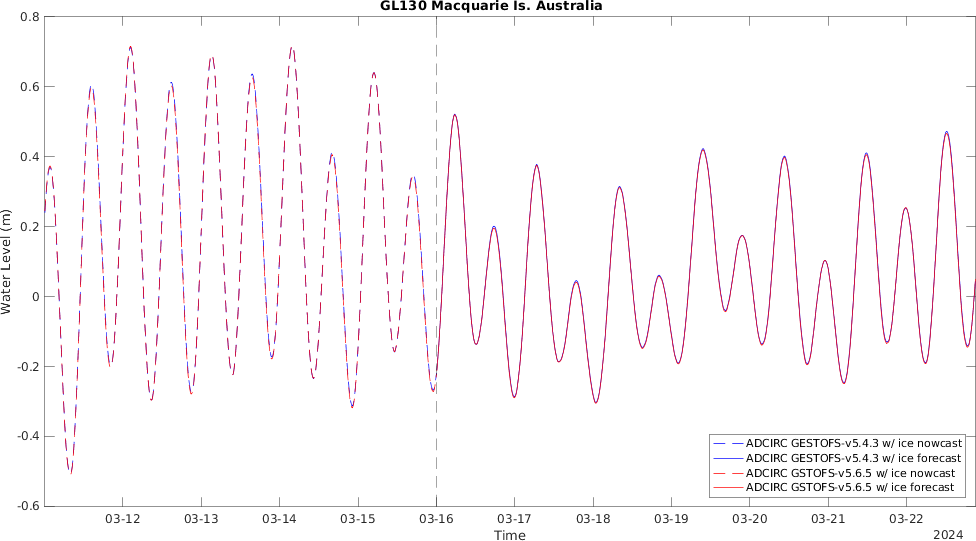 GL130 Macquarie Is. Australia
0.8
0.6
0.4
0.2
0
-0.2
-0.4
-0.6
Water Level (m)
ADCIRC GESTOFS-v5.4.3 w/ ice nowcast
ADCIRC GESTOFS-v5.4.3 w/ ice forecast
ADCIRC GSTOFS-v5.6.5 w/ ice nowcast
ADCIRC GSTOFS-v5.6.5 w/ ice forecast
03-12 03-13 03-14 03-15 03-16 03-17 03-18 03-19 03-20 03-21 03-22
Time
2024